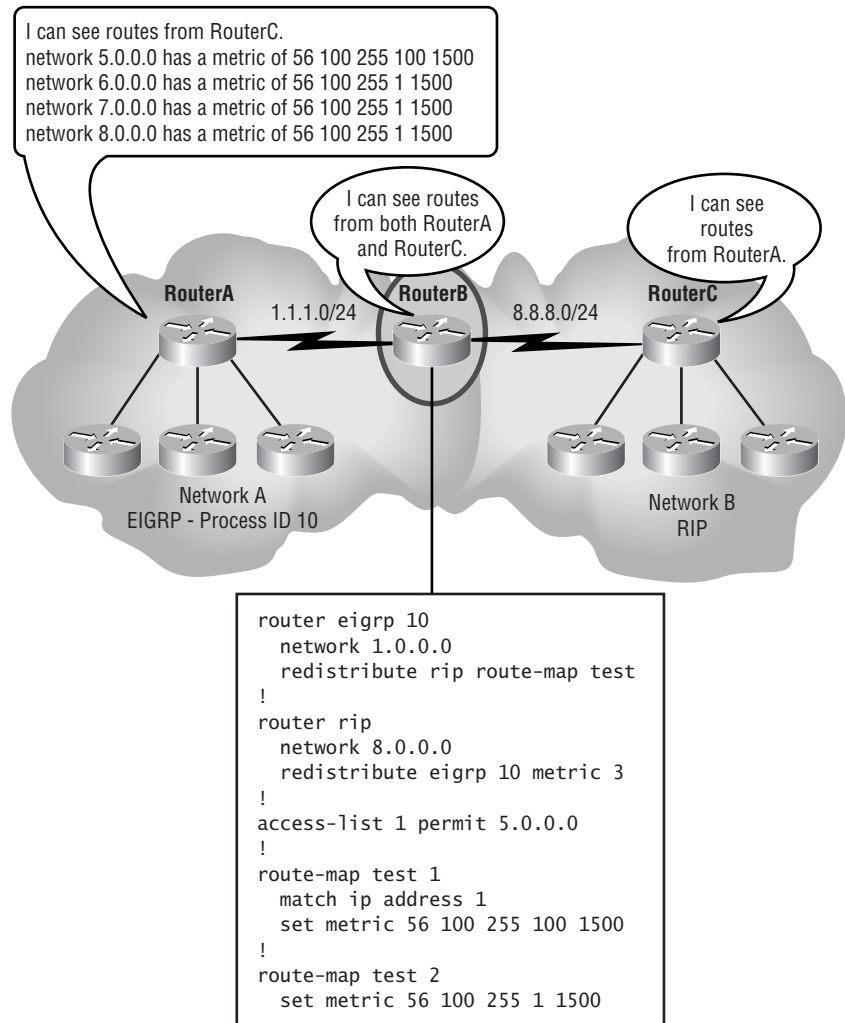 I can see routes from RouterC.
network 5.0.0.0 has a metric of 56 100 255 100 1500
network 6.0.0.0 has a metric of 56 100 255 1 1500
network 7.0.0.0 has a metric of 56 100 255 1 1500
network 8.0.0.0 has a metric of 56 100 255 1 1500
I can see routes
from both RouterA
and RouterC.
I can see
routes
from RouterA.
RouterA
1.1.1.0/24
RouterB
8.8.8.0/24
RouterC
Network A
EIGRP - Process ID 10
Network B
RIP
router eigrp 10
  network 1.0.0.0
  redistribute rip route-map test
!
router rip
  network 8.0.0.0
  redistribute eigrp 10 metric 3
!
access-list 1 permit 5.0.0.0
!
route-map test 1
  match ip address 1
  set metric 56 100 255 100 1500
!
route-map test 2
  set metric 56 100 255 1 1500